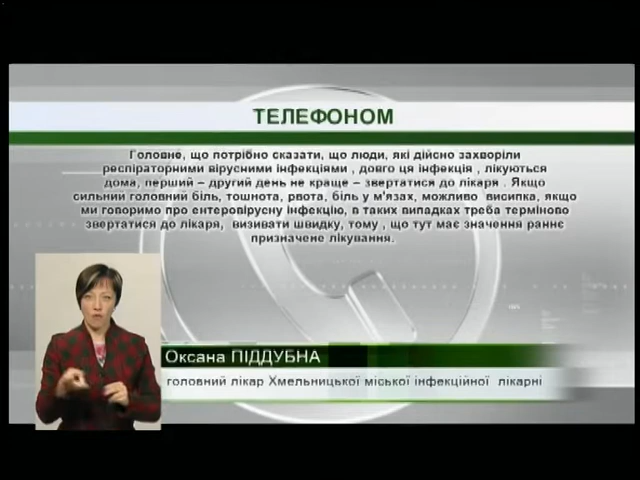 ТЕЛЕФОНОМ
Головне, що потрібно сказати, що люди, які дійсно захворіли
респіраторними вірусними інфекціями , довго ця інфекція , лікуються
дома, перший – другий день не краще – звертатися до лікаря . Якщо
сильний головний біль, тошнота, рвота, біль у м'язах, можливо висипка, якщо
ми говоримо про ентеровірусну інфекцію, в таких випадках треба терміново
звертатися до лікаря, визивати швидку, тому , що тут має значення раннє
призначене лікування.
Оксана ПІДДУБНА
головний лікар Хмельницької міської інфекційної лікарні